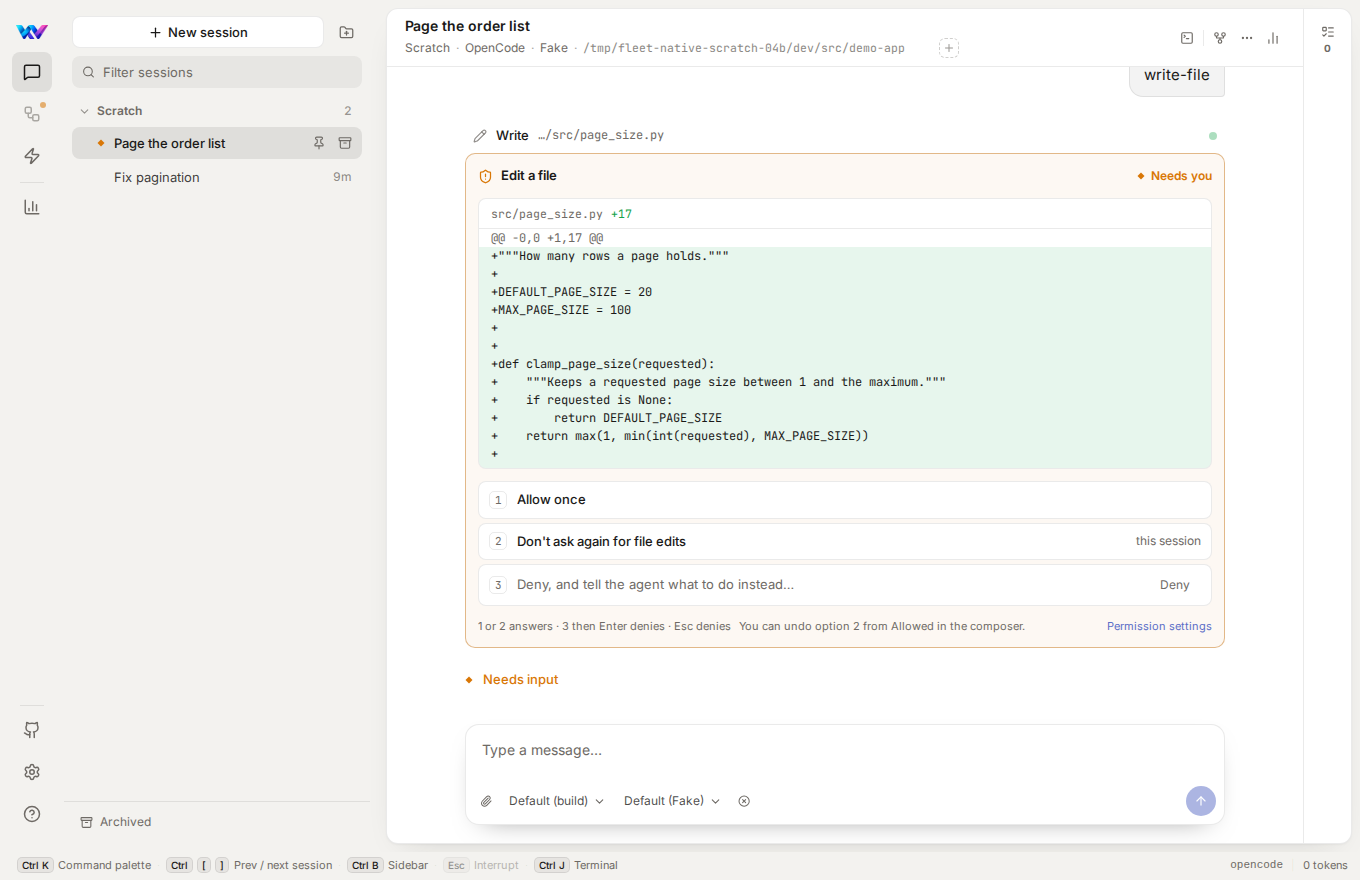 New session
Filter sessions
Scratch 2
Page the order list
Fix pagination 9m
Archived
Page the order list
Scratch · OpenCode · Fake · /tmp/fleet-native-scratch-04b/dev/src/demo-app
0
write-file
Write …/src/page_size.py
Edit a file Needs you
src/page_size.py +17
@@ -0,0 +1,17 @@
+"""How many rows a page holds."""
+
+DEFAULT_PAGE_SIZE = 20
+MAX_PAGE_SIZE = 100
+
+
+def clamp_page_size(requested):
+    """Keeps a requested page size between 1 and the maximum."""
+    if requested is None:
+        return DEFAULT_PAGE_SIZE
+    return max(1, min(int(requested), MAX_PAGE_SIZE))
+
1 Allow once
2 Don't ask again for file edits this session
3 Deny, and tell the agent what to do instead... Deny
1 or 2 answers · 3 then Enter denies · Esc denies You can undo option 2 from Allowed in the composer. Permission settings
Needs input
Type a message...
Default (build) Default (Fake)
Ctrl K Command palette Ctrl [ ] Prev / next session Ctrl B Sidebar Esc Interrupt Ctrl J Terminal opencode 0 tokens